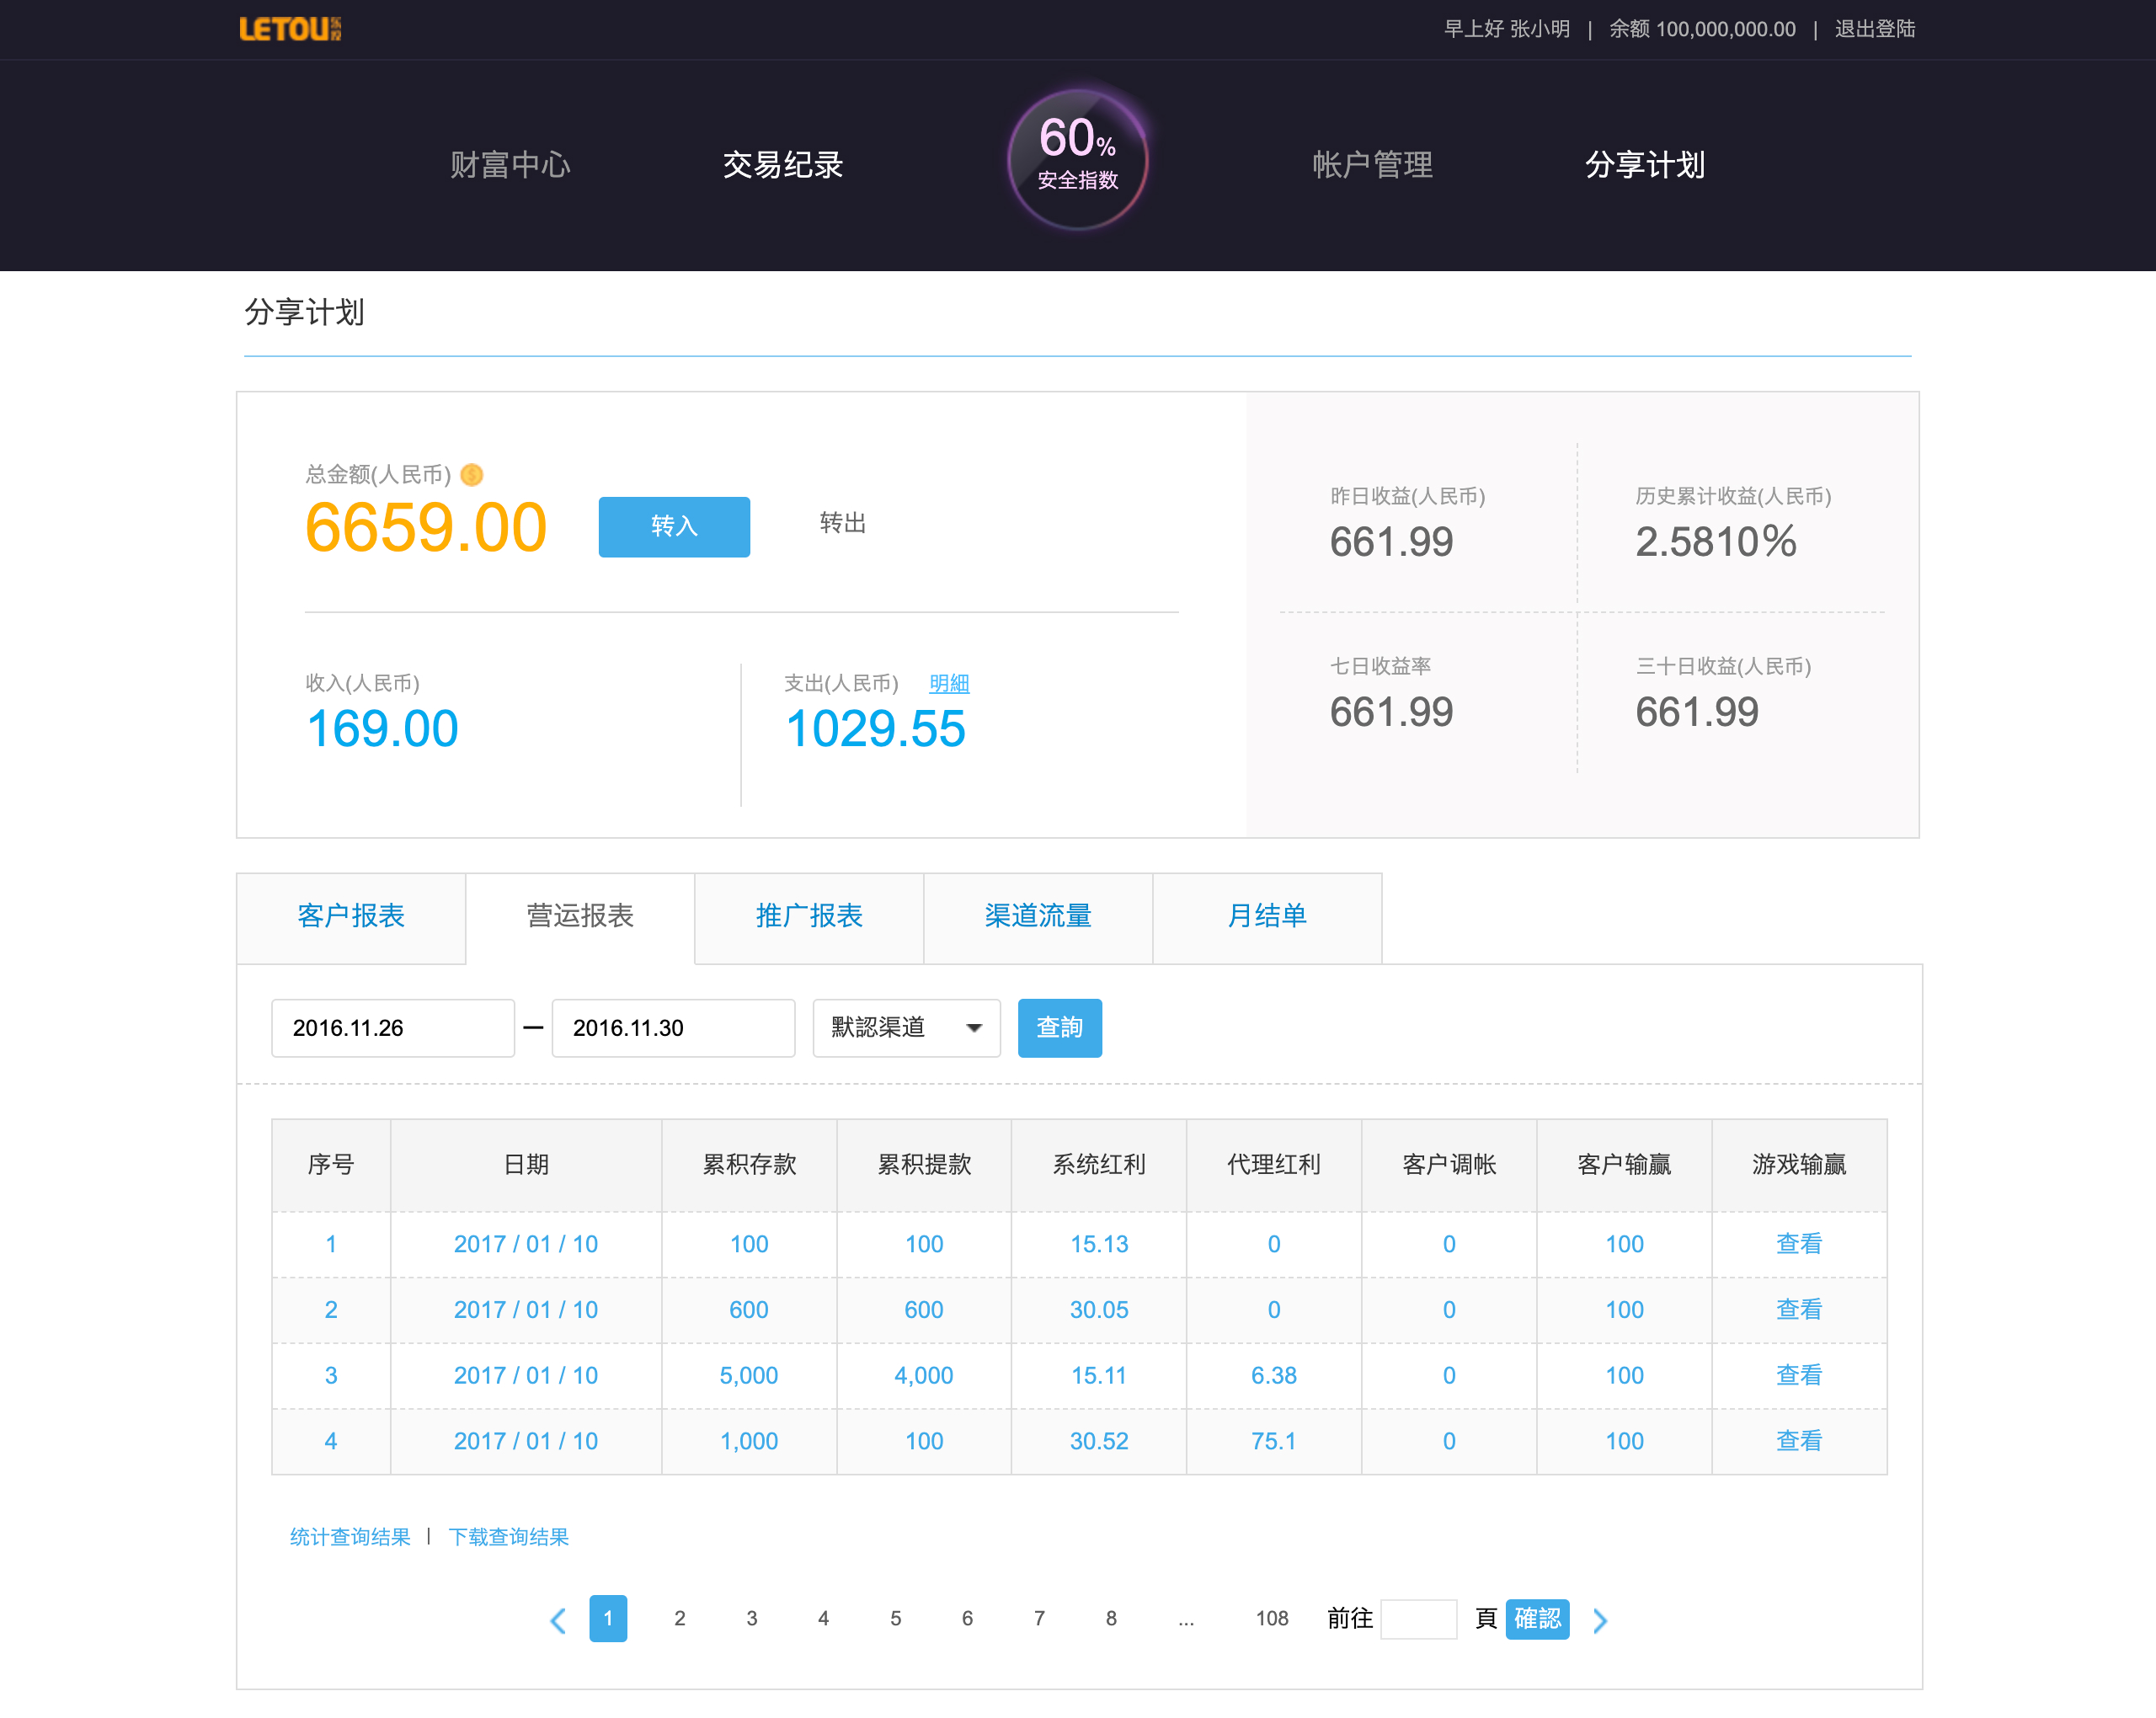 LETOU乐投
早上好 张小明 | 余额 100,000,000.00 | 退出登陆
财富中心 交易纪录 60% 帐户管理 分享计划
安全指数
分享计划
总金额(人民币)
6659.00 转入 转出
昨日收益(人民币) 历史累计收益(人民币)
661.99 2.5810%
收入(人民币) 支出(人民币) 明細
169.00 1029.55
七日收益率 三十日收益(人民币)
661.99 661.99
客户报表 营运报表 推广报表 渠道流量 月结单
2016.11.26 — 2016.11.30 默認渠道 查詢
序号 日期 累积存款 累积提款 系统红利 代理红利 客户调帐 客户输赢 游戏输赢
1 2017 / 01 / 10 100 100 15.13 0 0 100 查看
2 2017 / 01 / 10 600 600 30.05 0 0 100 查看
3 2017 / 01 / 10 5,000 4,000 15.11 6.38 0 100 查看
4 2017 / 01 / 10 1,000 100 30.52 75.1 0 100 查看
统计查询结果 | 下载查询结果
1 2 3 4 5 6 7 8 ... 108 前往 頁 確認